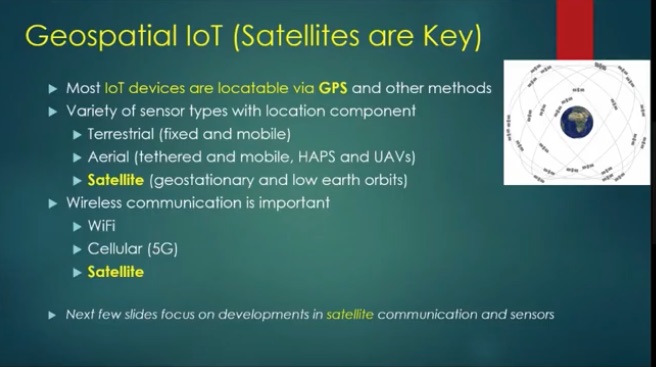 Geospatial IoT (Satellites are Key)
Most IoT devices are locatable via GPS and other methods
Variety of sensor types with location component
Terrestrial (fixed and mobile)
Aerial (tethered and mobile, HAPS and UAVs)
Satellite (geostationary and low earth orbits)
Wireless communication is important
WiFi
Cellular (5G)
Satellite
Next few slides focus on developments in satellite communication and sensors